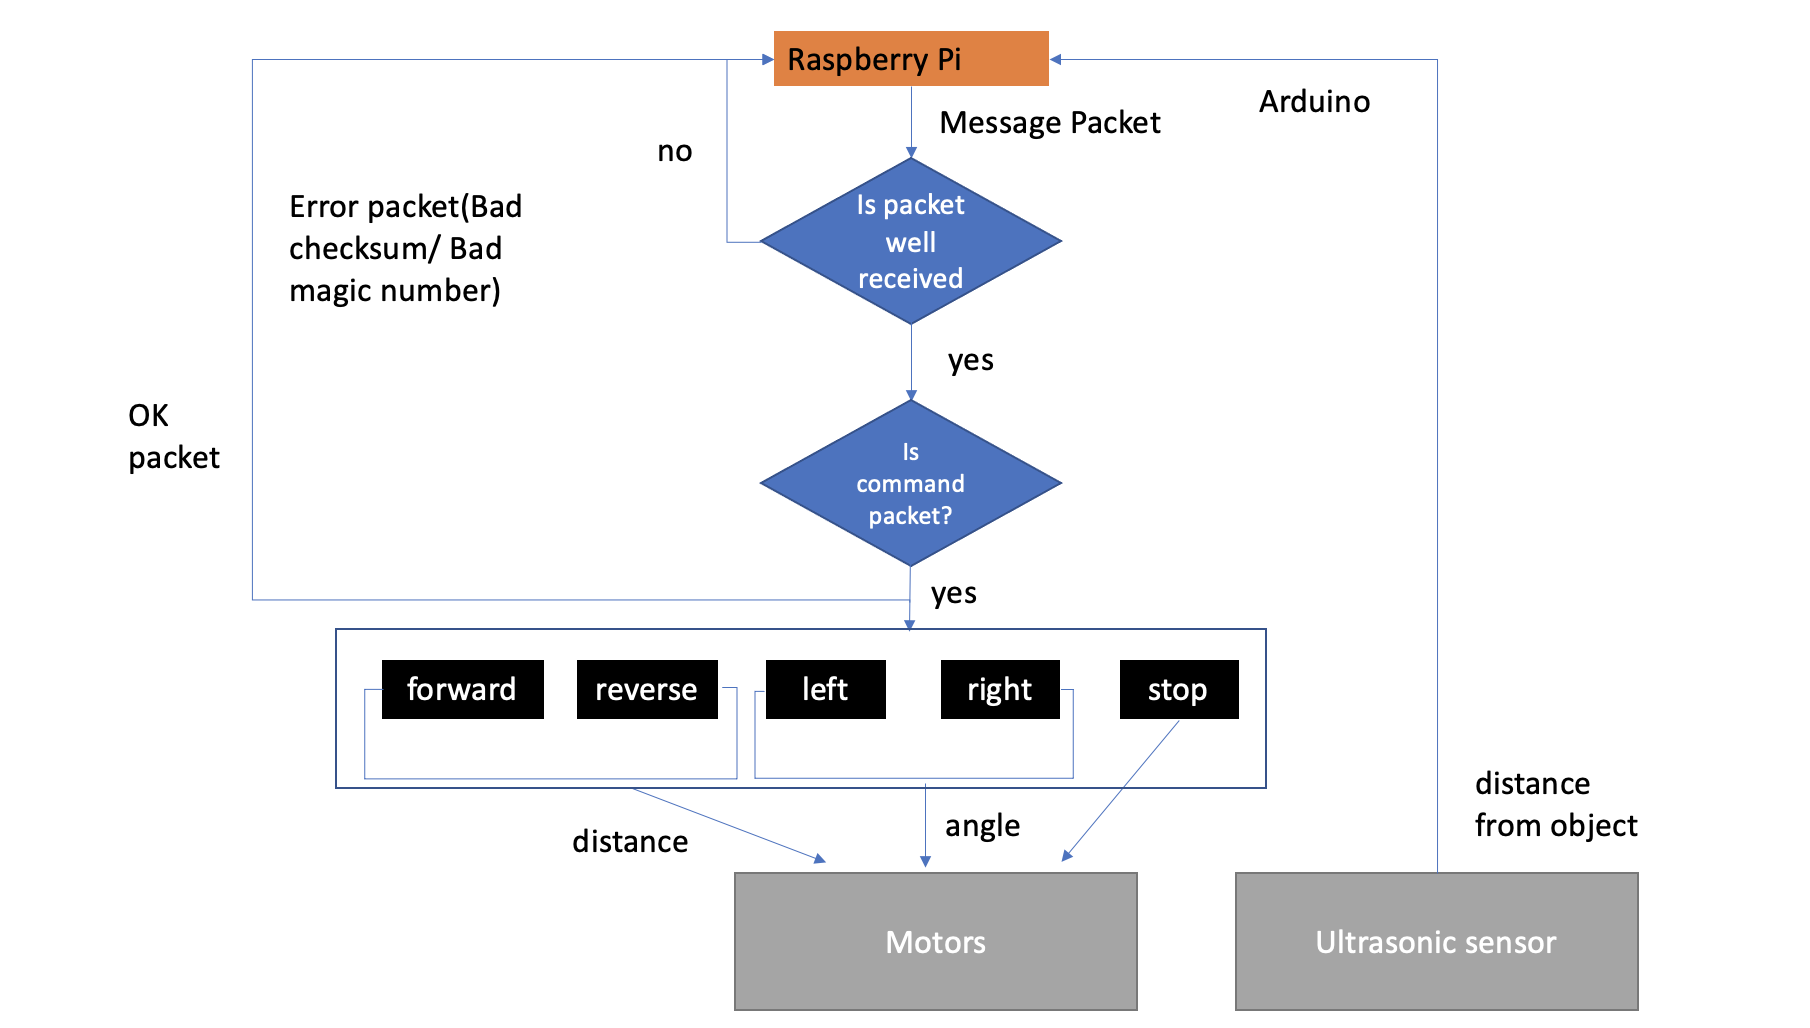 Raspberry Pi
Arduino
Message Packet
no
Error packet(Bad
checksum/ Bad
magic number)
Is packet
well
received
yes
OK
packet
Is
command
packet?
yes
forward
reverse
left
right
stop
distance
angle
distance
from object
Motors
Ultrasonic sensor